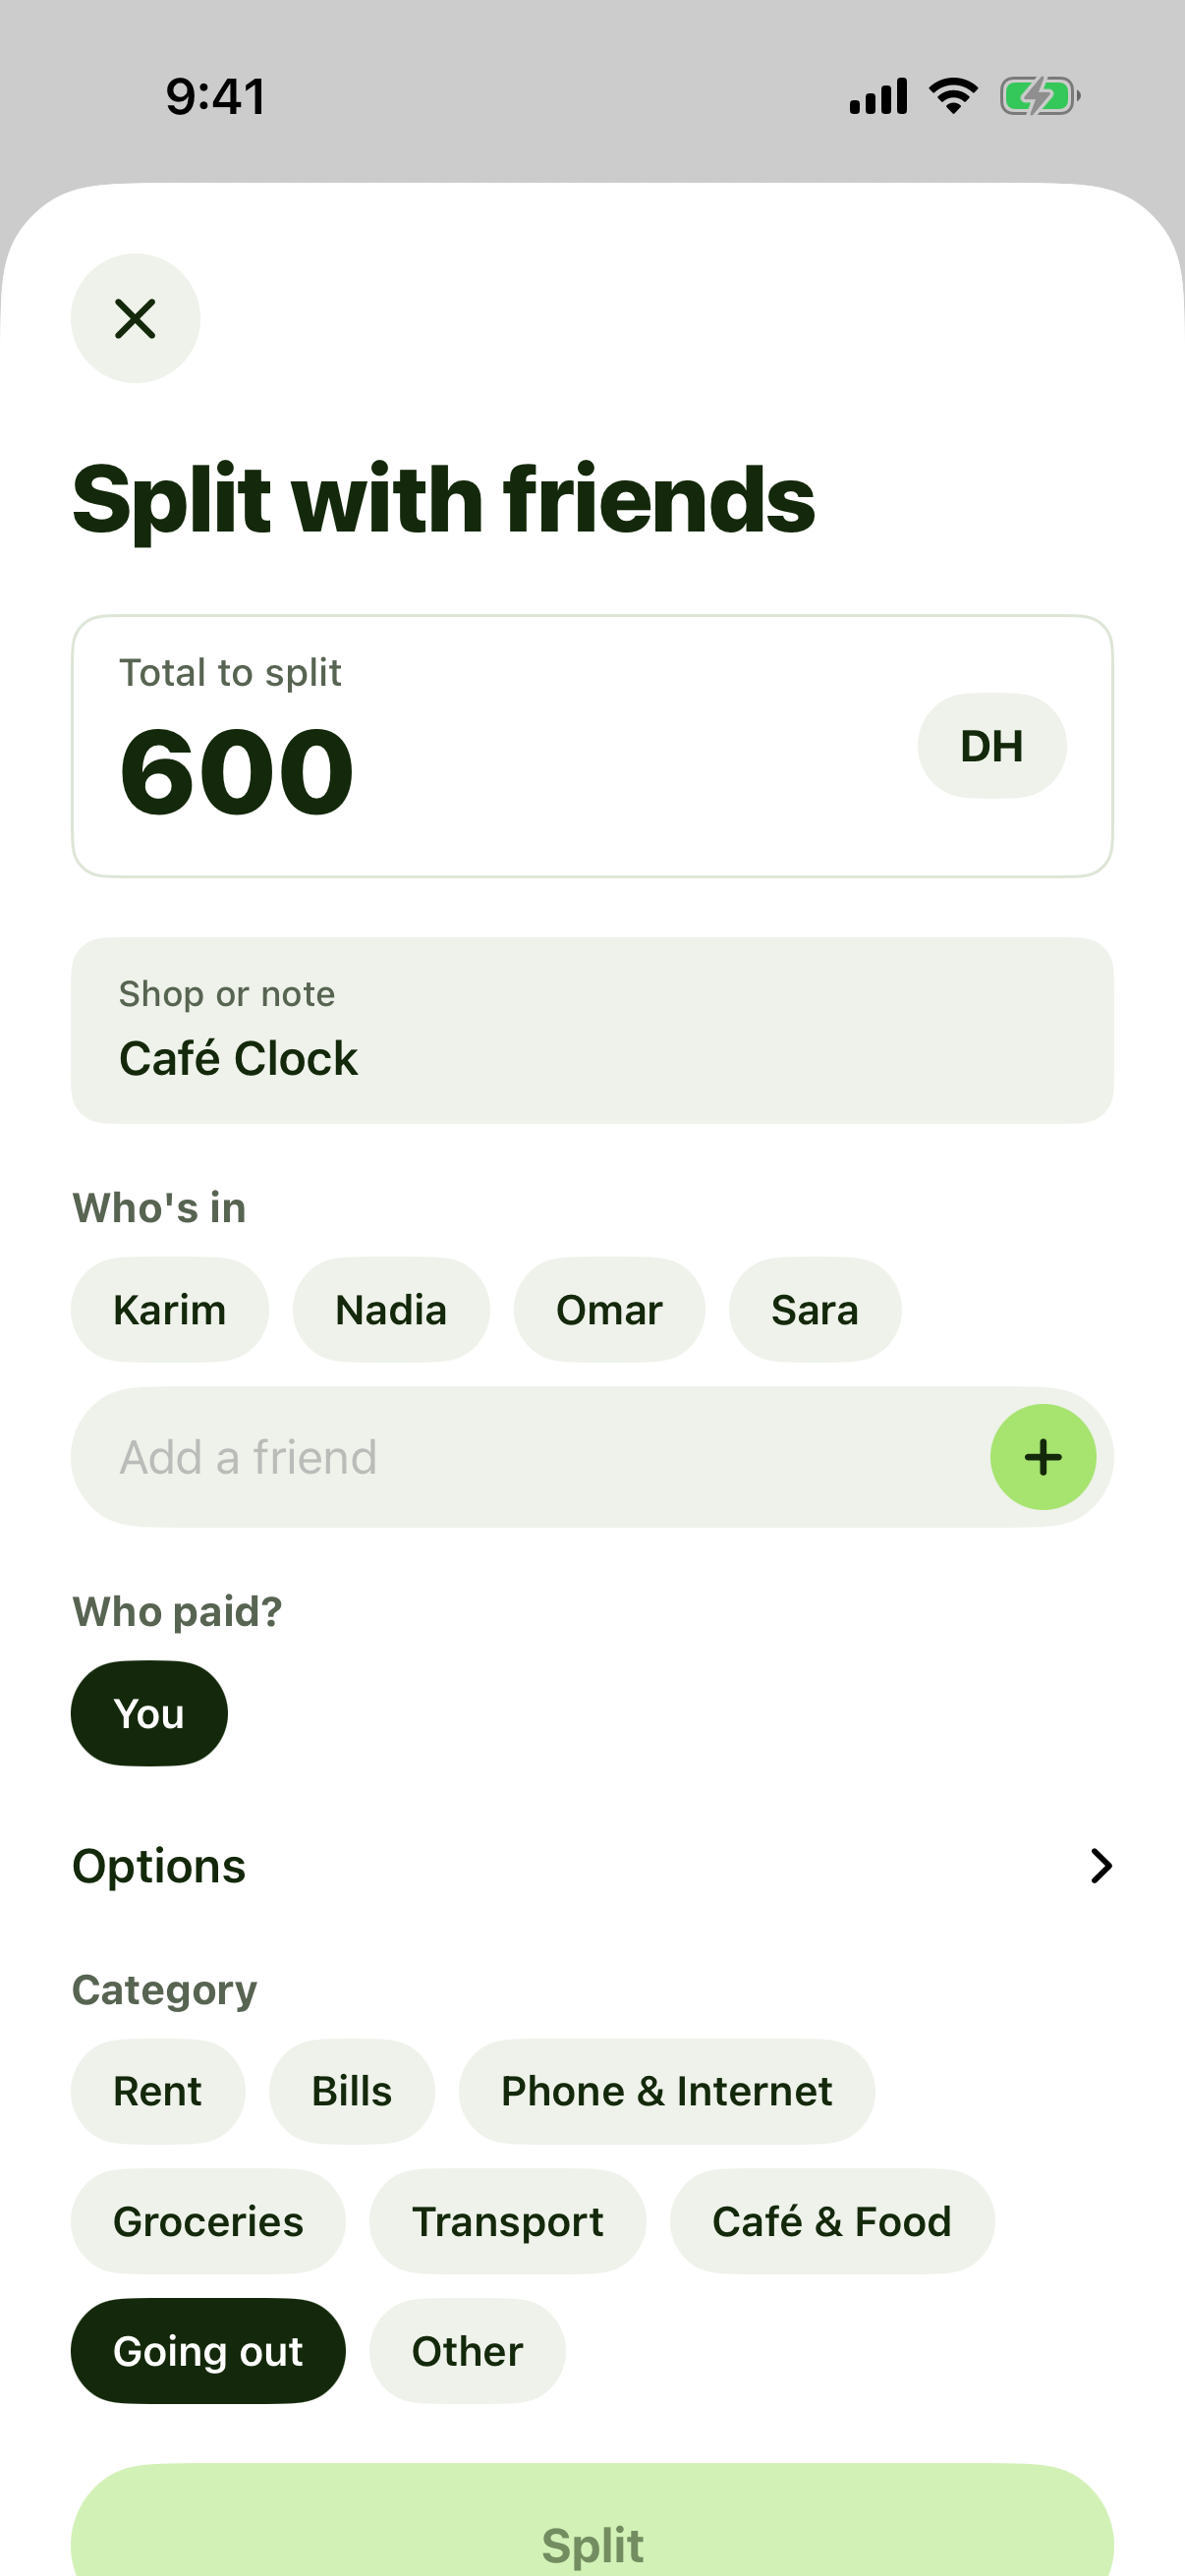 9:41
Split with friends
Total to split
600
DH
Shop or note
Café Clock
Who's in
Karim Nadia Omar Sara
Add a friend
Who paid?
You
Options
Category
Rent Bills Phone & Internet
Groceries Transport Café & Food
Going out Other
Split